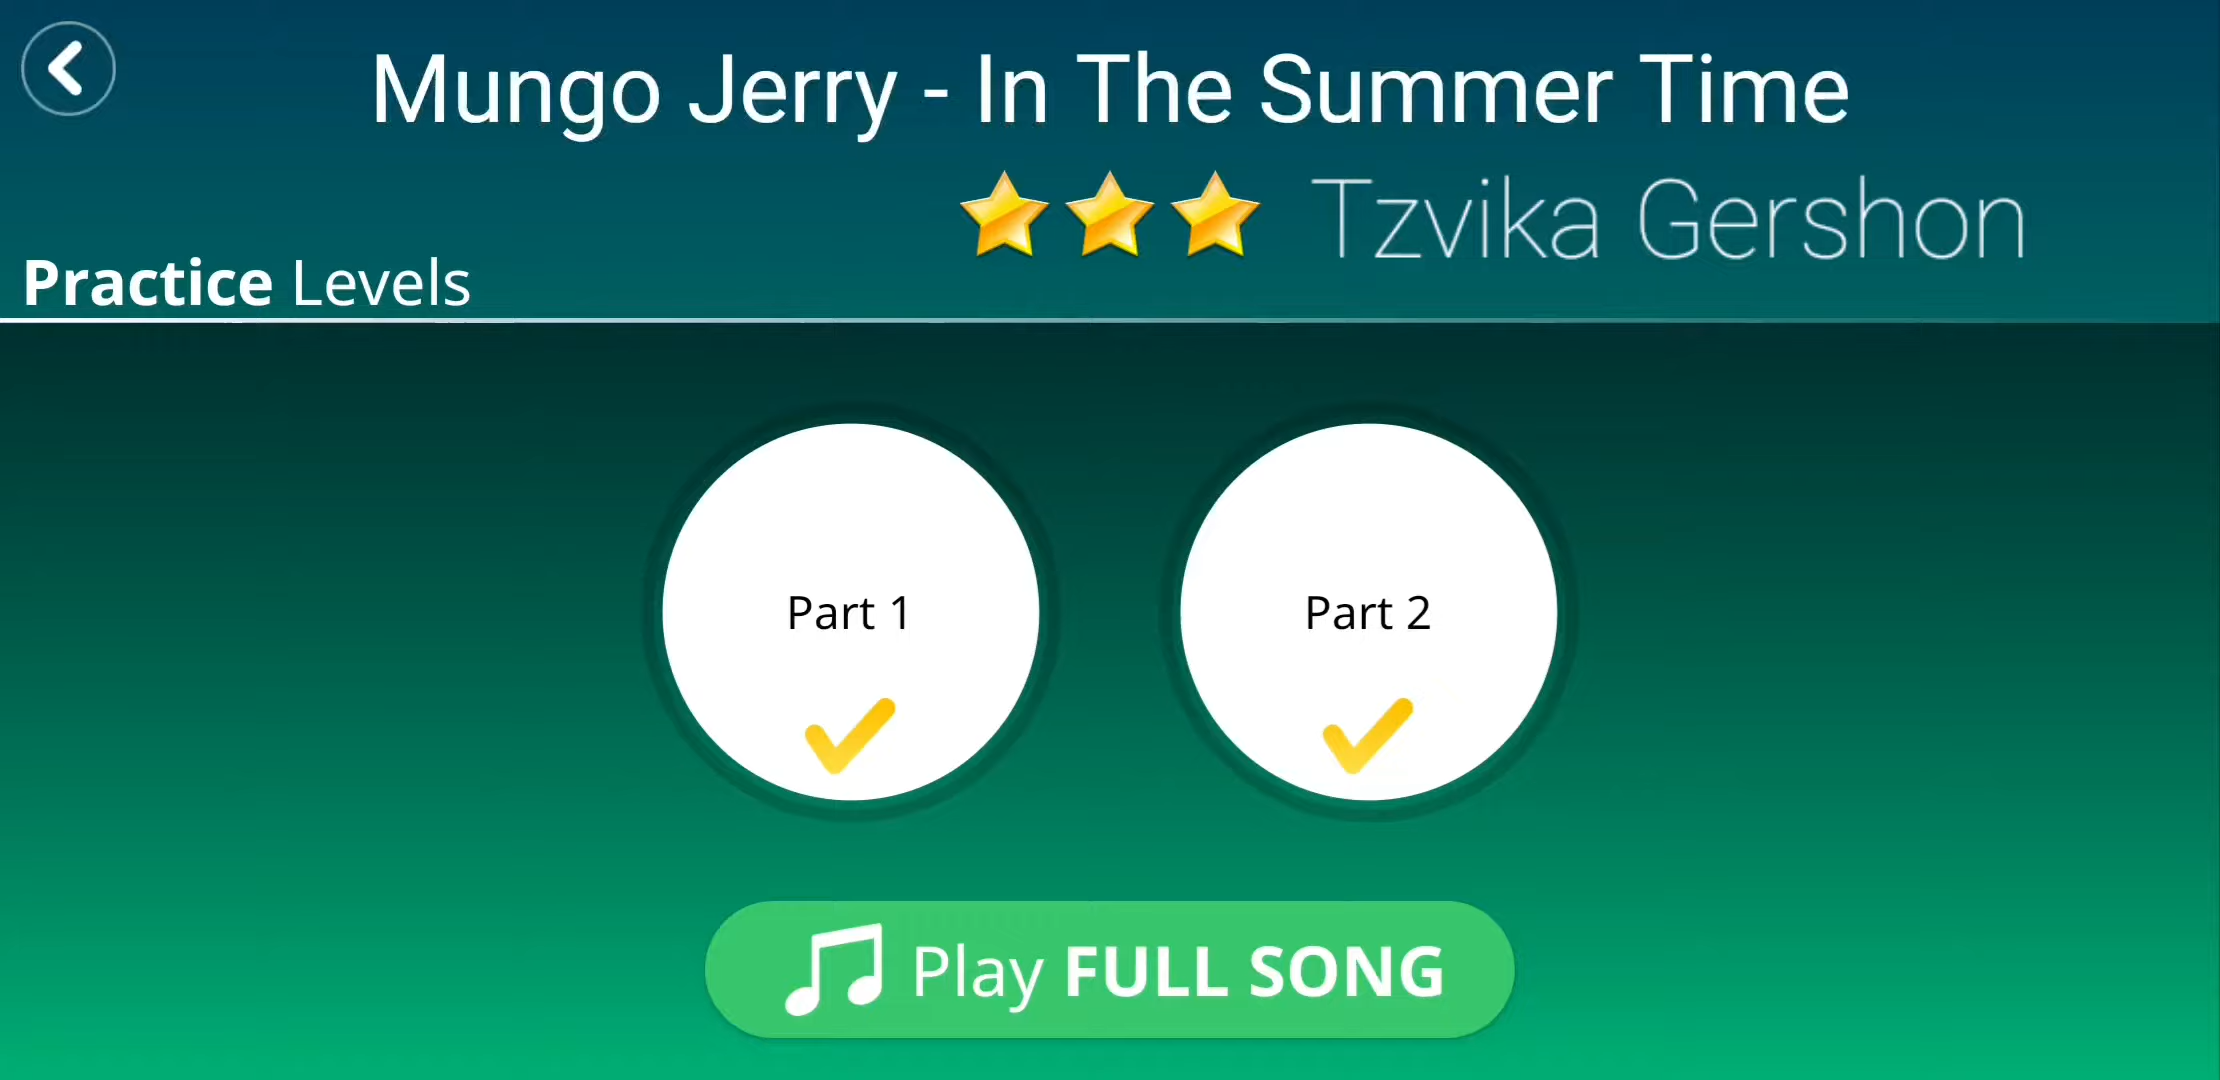 Mungo Jerry - In The Summer Time
Tzvika Gershon
Practice Levels
Part 1
Part 2
Play FULL SONG